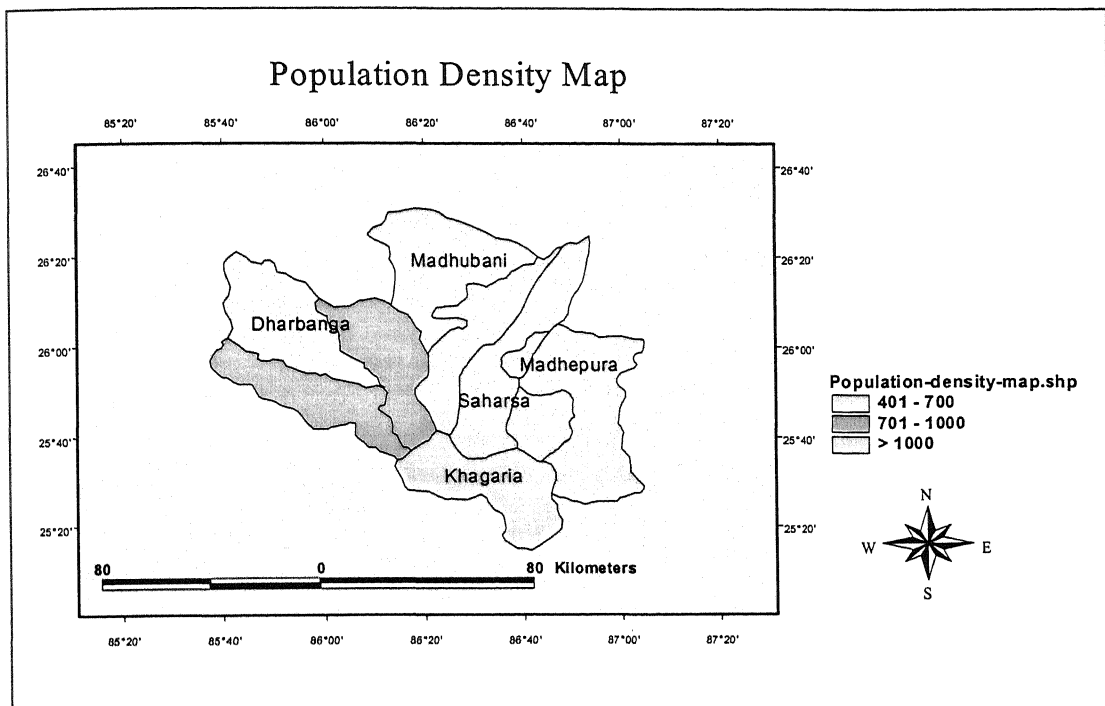 Population Density Map
85°20'
85°40'
86°00'
86°20'
86°40'
87°00'
87°20'
26°40'
26°40'
Madhubani
26°20'
26°20'
Dharbanga
26°00'
26°00'
Madhepura
Population-density-map.shp
401 - 700
701 - 1000
> 1000
Saharsa
25°40'
25°40'
Khagaria
25°20'
25°20'
N
W
E
S
80 0 80 Kilometers
85°20'
85°40'
86°00'
86°20'
86°40'
87°00'
87°20'